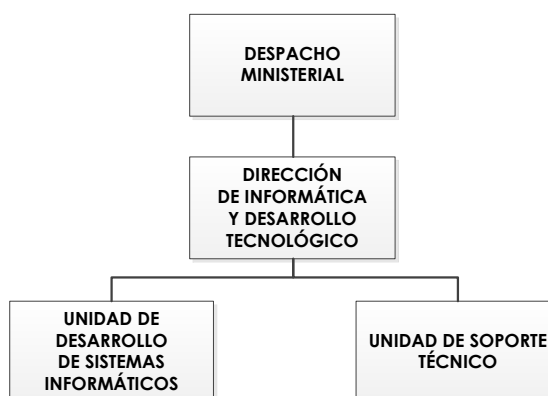 DESPACHO
MINISTERIAL
DIRECCIÓN
DE INFORMÁTICA
Y DESARROLLO
TECNOLÓGICO
UNIDAD DE
DESARROLLO
DE SISTEMAS
INFORMÁTICOS
UNIDAD DE SOPORTE
TÉCNICO